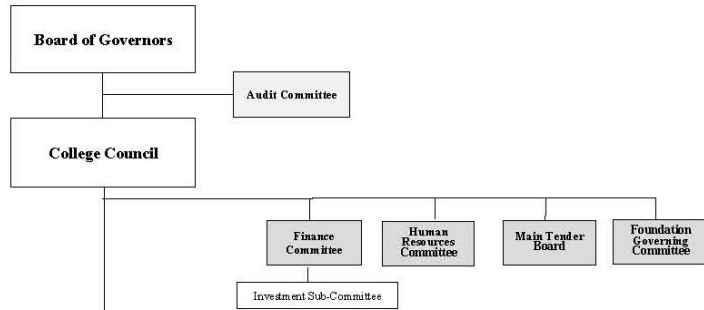 Board of Governors
Audit Committee
College Council
Finance
Committee
Human
Resources
Committee
Main Tender
Board
Foundation
Governing
Committee
Investment Sub-Committee